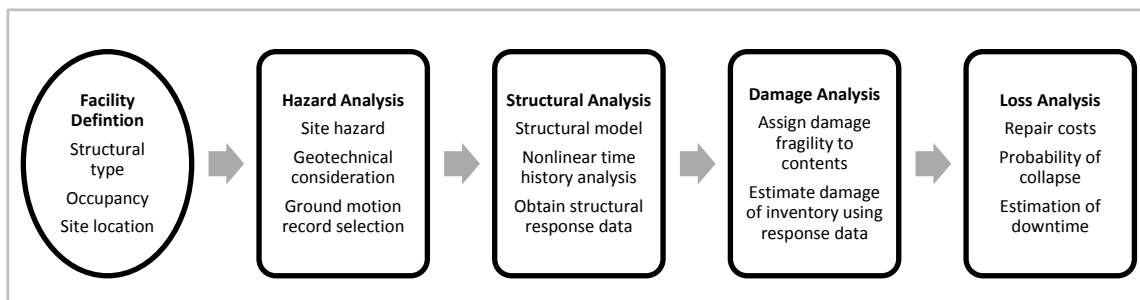 Facility
Defintion
Structural
type
Occupancy
Site location
Hazard Analysis
Site hazard
Geotechnical
consideration
Ground motion
record selection
Structural Analysis
Structural model
Nonlinear time
history analysis
Obtain structural
response data
Damage Analysis
Assign damage
fragility to
contents
Estimate damage
of inventory using
response data
Loss Analysis
Repair costs
Probability of
collapse
Estimation of
downtime